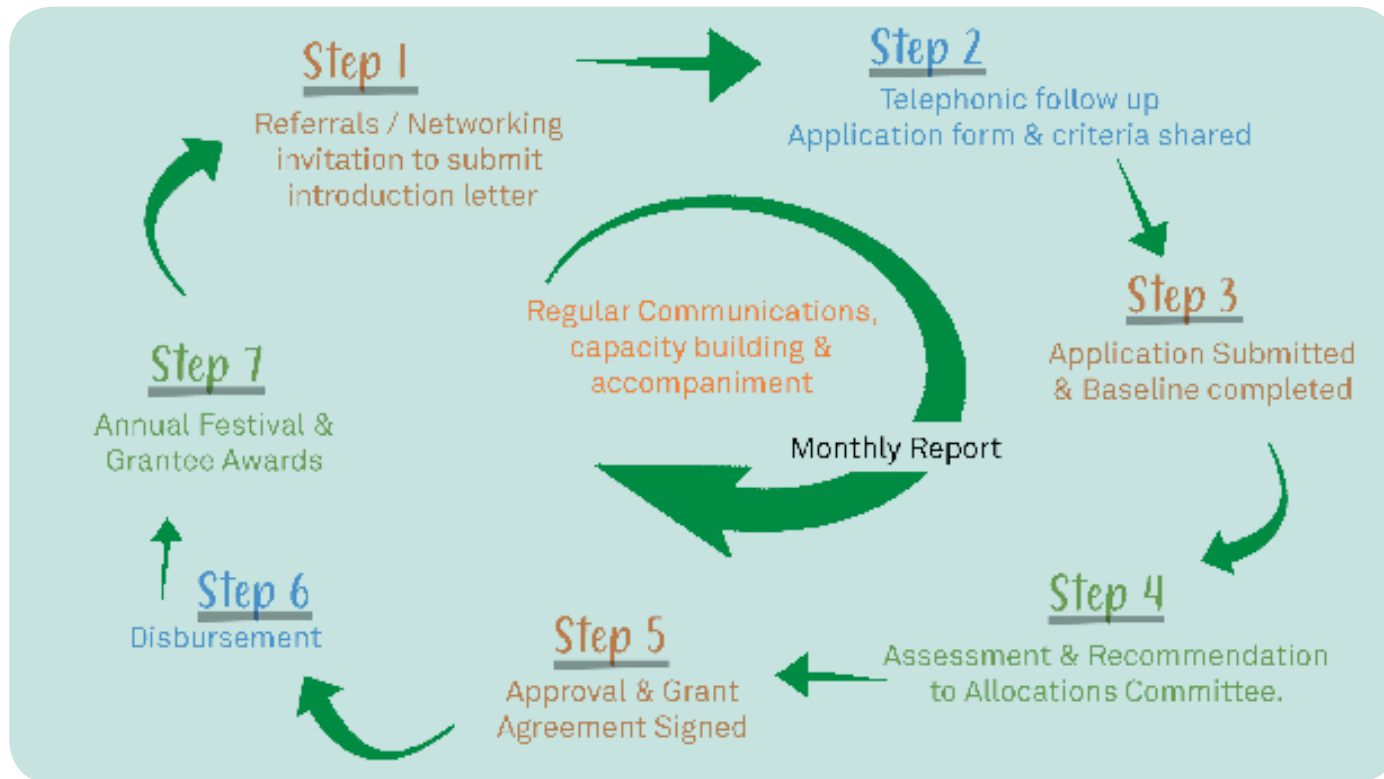 Step 1
Referrals / Networking
invitation to submit
introduction letter
Step 2
Telephonic follow up
Application form & criteria shared
Step 3
Application Submitted
& Baseline completed
Step 4
Assessment & Recommendation
to Allocations Committee.
Step 5
Approval & Grant
Agreement Signed
Step 6
Disbursement
Step 7
Annual Festival &
Grantee Awards
Regular Communications,
capacity building &
accompaniment
Monthly Report